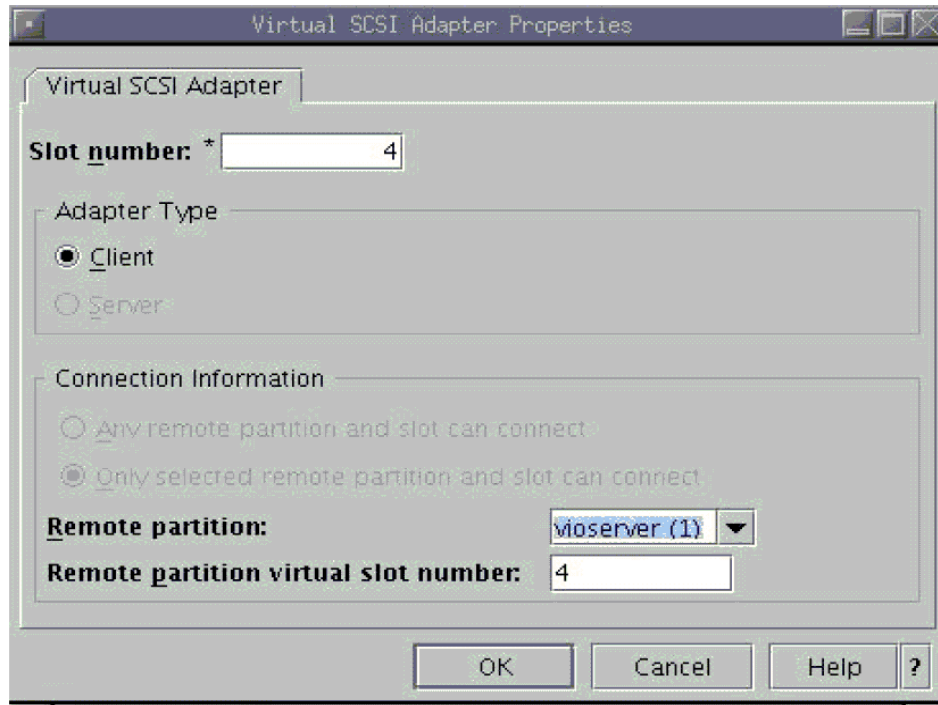 Virtual SCSI Adapter Properties
Virtual SCSI Adapter
Slot number: * 4
Adapter Type
Client
Server
Connection Information
Any remote partition and slot can connect
Only selected remote partition and slot can connect
Remote partition: vioserver (1)
Remote partition virtual slot number: 4
OK Cancel Help ?